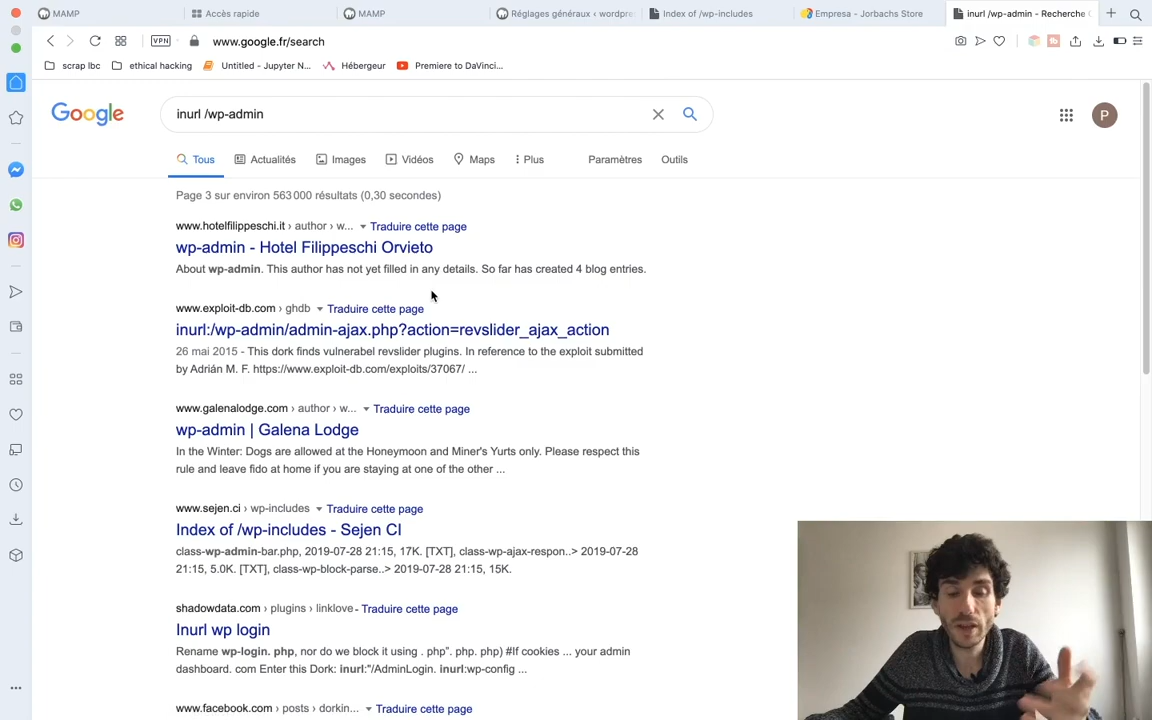 MAMP
Accès rapide
MAMP
Réglages généraux ‹ wordpre
Index of /wp-includes
Empresa - Jorbachs Store
inurl /wp-admin - Recherche
VPN
www.google.fr/search
scrap lbc
ethical hacking
Untitled - Jupyter N...
Hébergeur
Premiere to DaVinci...
Google
inurl /wp-admin
P
Tous
Actualités
Images
Vidéos
Maps
Plus
Paramètres
Outils
Page 3 sur environ 563 000 résultats (0,30 secondes)
www.hotelfilippeschi.it › author › w... Traduire cette page
wp-admin - Hotel Filippeschi Orvieto
About wp-admin. This author has not yet filled in any details. So far has created 4 blog entries.
www.exploit-db.com › ghdb Traduire cette page
inurl:/wp-admin/admin-ajax.php?action=revslider_ajax_action
26 mai 2015 - This dork finds vulnerabel revslider plugins. In reference to the exploit submitted
by Adrián M. F. https://www.exploit-db.com/exploits/37067/ ...
www.galenalodge.com › author › w... Traduire cette page
wp-admin | Galena Lodge
In the Winter: Dogs are allowed at the Honeymoon and Miner's Yurts only. Please respect this
rule and leave fido at home if you are staying at one of the other ...
www.sejen.ci › wp-includes Traduire cette page
Index of /wp-includes - Sejen CI
class-wp-admin-bar.php, 2019-07-28 21:15, 17K. [TXT], class-wp-ajax-respon..> 2019-07-28
21:15, 5.0K. [TXT], class-wp-block-parse..> 2019-07-28 21:15, 15K.
shadowdata.com › plugins › linklove - Traduire cette page
Inurl wp login
Rename wp-login. php, nor do we block it using . php". php. php) #If cookies ... your admin
dashboard. com Enter this Dork: inurl:"/AdminLogin. inurl:wp-config ...
www.facebook.com › posts › dorkin... Traduire cette page